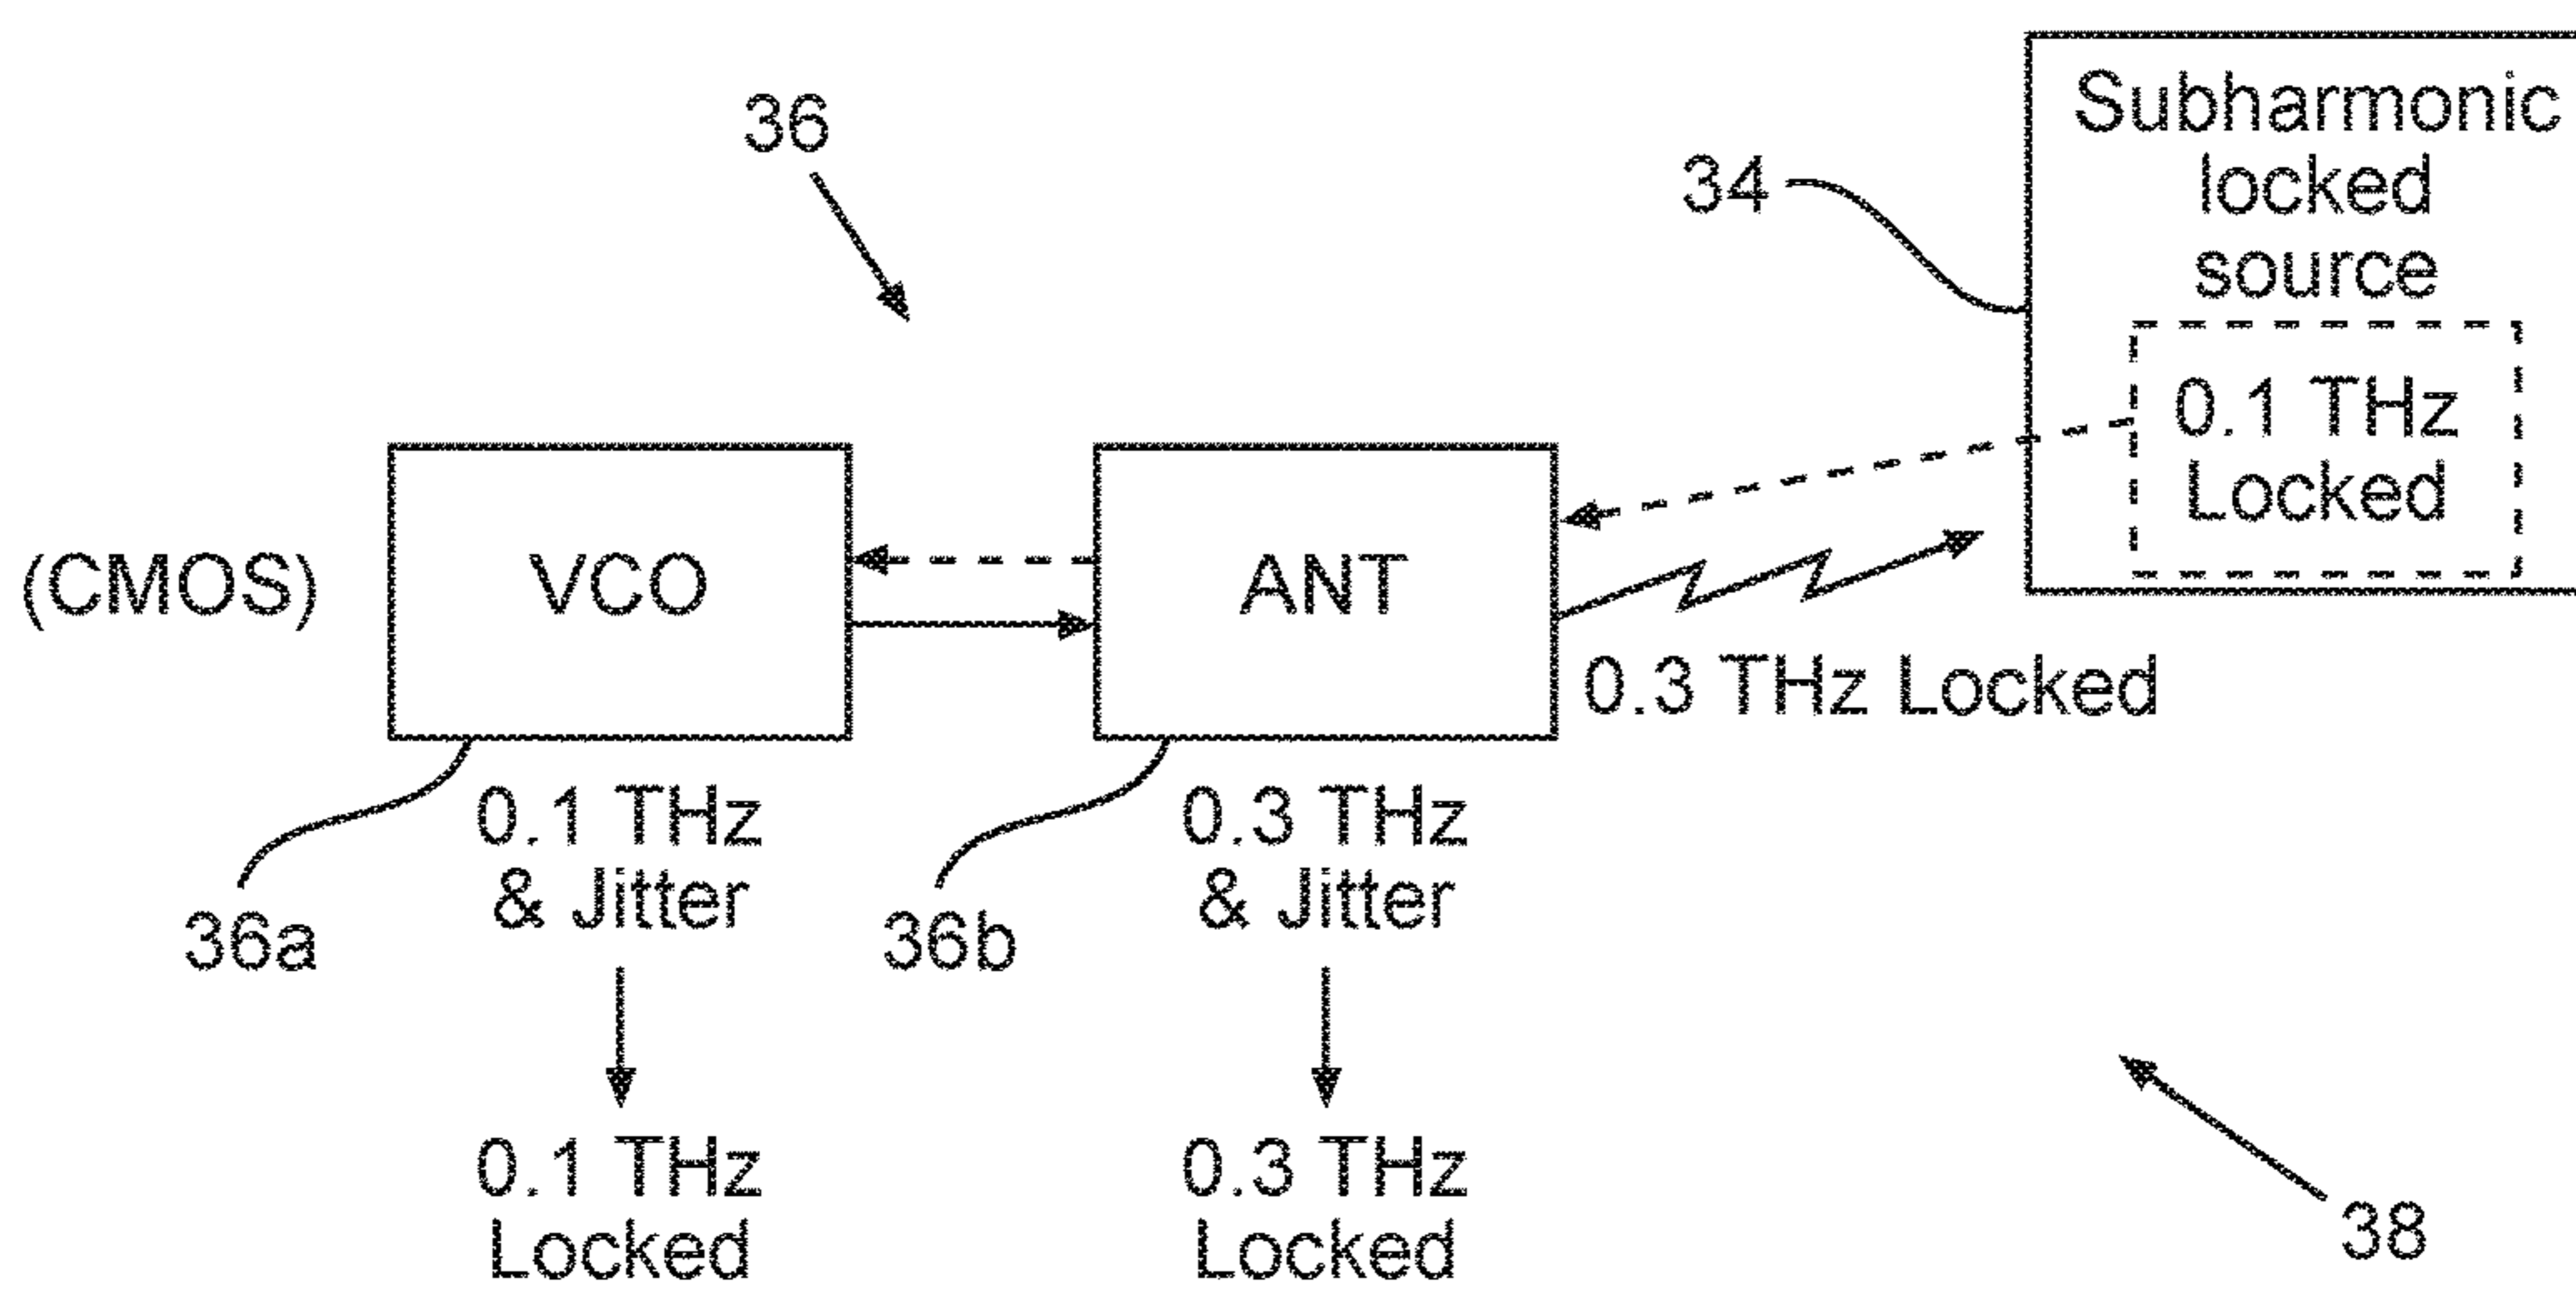 36
34
Subharmonic
locked
source
0.1 THz
Locked
(CMOS)
VCO
ANT
0.3 THz Locked
36a
0.1 THz
& Jitter
36b
0.3 THz
& Jitter
0.1 THz
Locked
0.3 THz
Locked
38